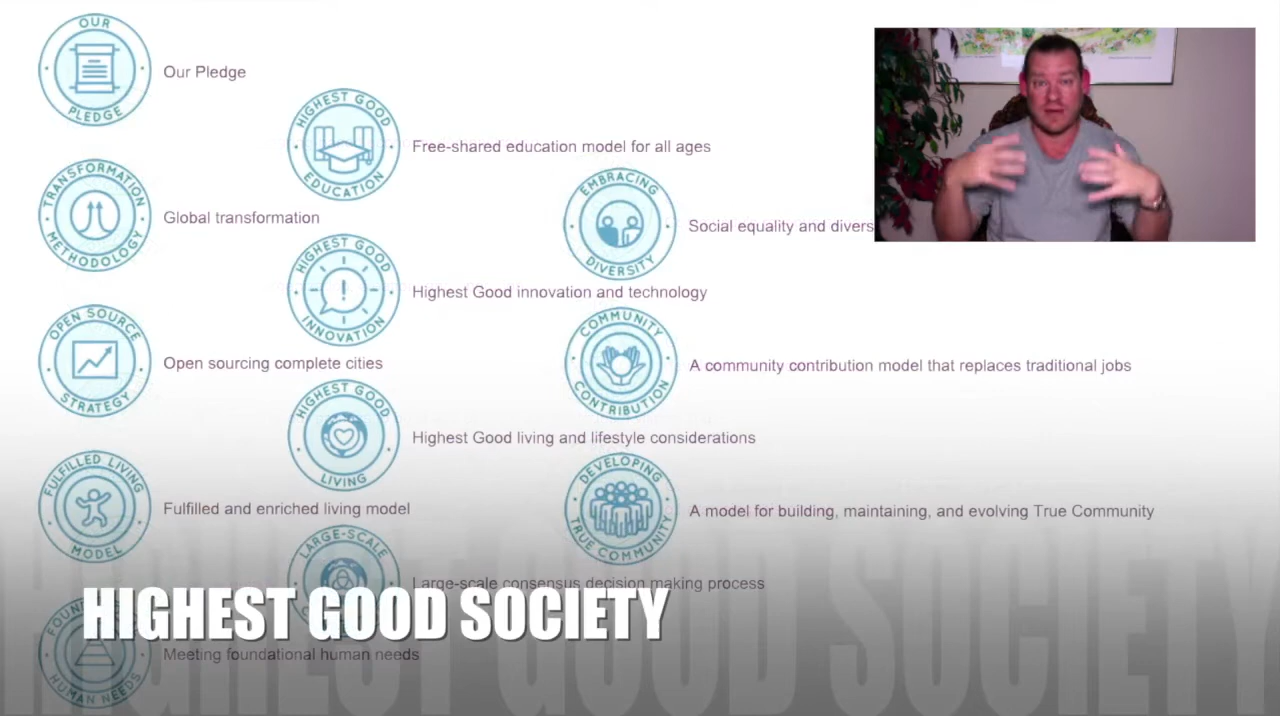 OUR
PLEDGE
Our Pledge
HIGHEST GOOD
EDUCATION
Free-shared education model for all ages
TRANSFORMATION
METHODOLOGY
Global transformation
EMBRACING
DIVERSITY
Social equality and divers
HIGHEST GOOD
INNOVATION
Highest Good innovation and technology
OPEN SOURCE
STRATEGY
Open sourcing complete cities
COMMUNITY
CONTRIBUTION
A community contribution model that replaces traditional jobs
HIGHEST GOOD
LIVING
Highest Good living and lifestyle considerations
FULFILLED LIVING
MODEL
Fulfilled and enriched living model
DEVELOPING
TRUE COMMUNITY
A model for building, maintaining, and evolving True Community
LARGE-SCALE
Large-scale consensus decision making process
HIGHEST GOOD SOCIETY
HUMAN NEEDS
Meeting foundational human needs
HIGHEST GOOD SOCIETY